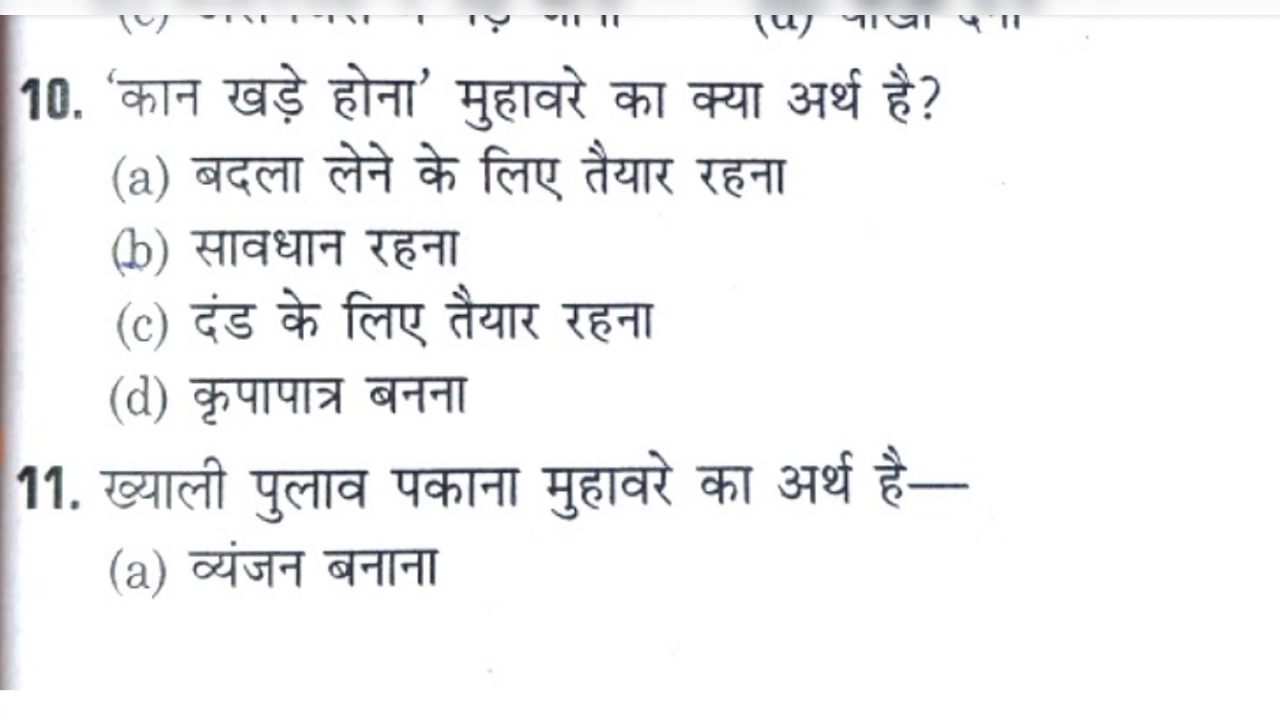 10. ‘कान खड़े होना’ मुहावरे का क्या अर्थ है?
(a) बदला लेने के लिए तैयार रहना
(b) सावधान रहना
(c) दंड के लिए तैयार रहना
(d) कृपापात्र बनना
11. ख्याली पुलाव पकाना मुहावरे का अर्थ है—
(a) व्यंजन बनाना